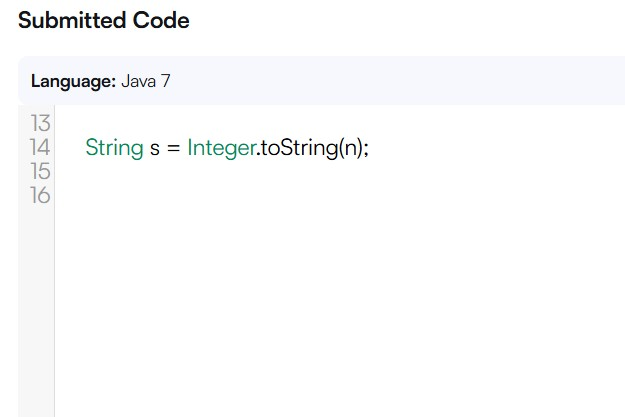 Submitted Code
Language: Java 7
13
14 String s = Integer.toString(n);
15
16